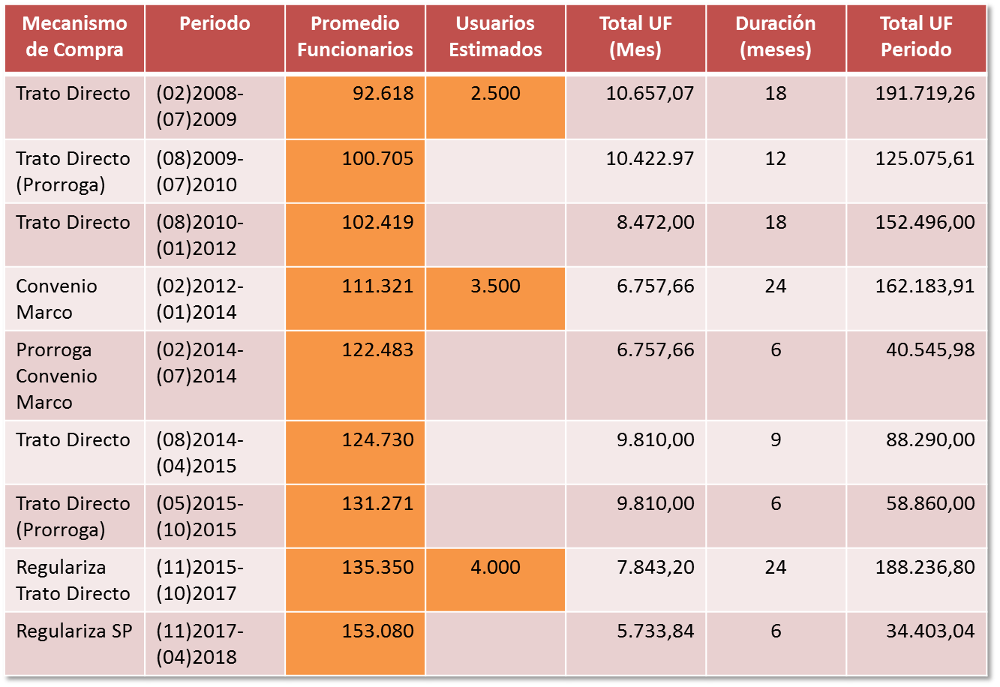 Mecanismo de Compra | Periodo | Promedio Funcionarios | Usuarios Estimados | Total UF (Mes) | Duración (meses) | Total UF Periodo
Trato Directo | (02)2008-(07)2009 | 92.618 | 2.500 | 10.657,07 | 18 | 191.719,26
Trato Directo (Prorroga) | (08)2009-(07)2010 | 100.705 | | 10.422.97 | 12 | 125.075,61
Trato Directo | (08)2010-(01)2012 | 102.419 | | 8.472,00 | 18 | 152.496,00
Convenio Marco | (02)2012-(01)2014 | 111.321 | 3.500 | 6.757,66 | 24 | 162.183,91
Prorroga Convenio Marco | (02)2014-(07)2014 | 122.483 | | 6.757,66 | 6 | 40.545,98
Trato Directo | (08)2014-(04)2015 | 124.730 | | 9.810,00 | 9 | 88.290,00
Trato Directo (Prorroga) | (05)2015-(10)2015 | 131.271 | | 9.810,00 | 6 | 58.860,00
Regulariza Trato Directo | (11)2015-(10)2017 | 135.350 | 4.000 | 7.843,20 | 24 | 188.236,80
Regulariza SP | (11)2017-(04)2018 | 153.080 | | 5.733,84 | 6 | 34.403,04